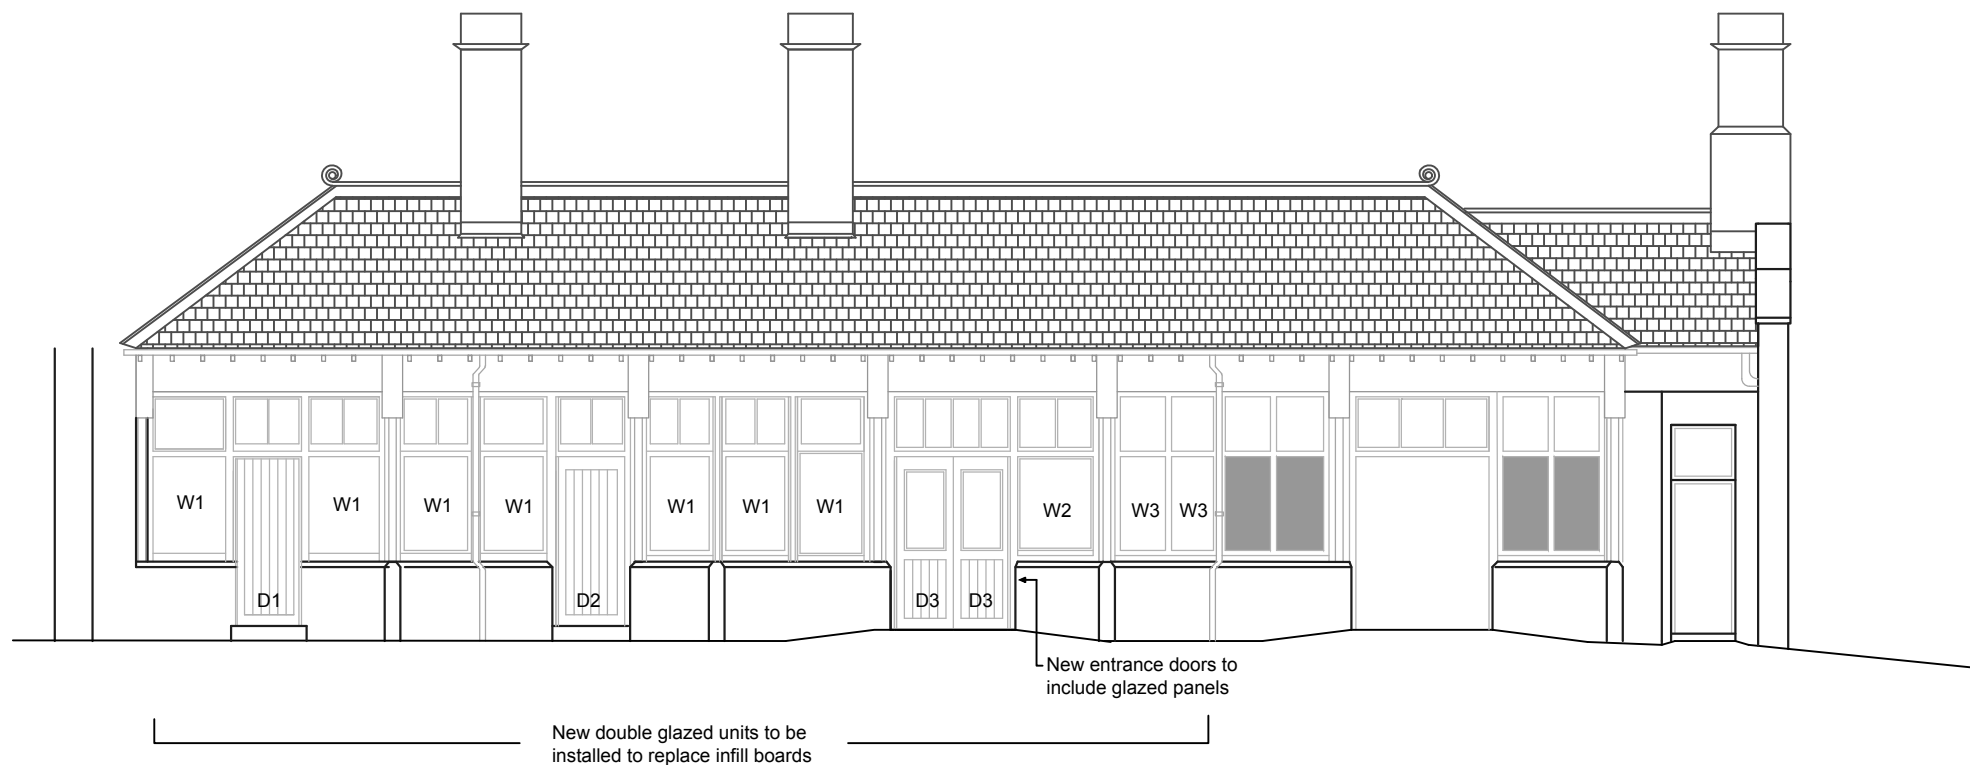 W1
W1
W1
W1
W1
W1
W1
W2
W3
W3
D1
D2
D3
D3
New entrance doors to
include glazed panels
New double glazed units to be
installed to replace infill boards